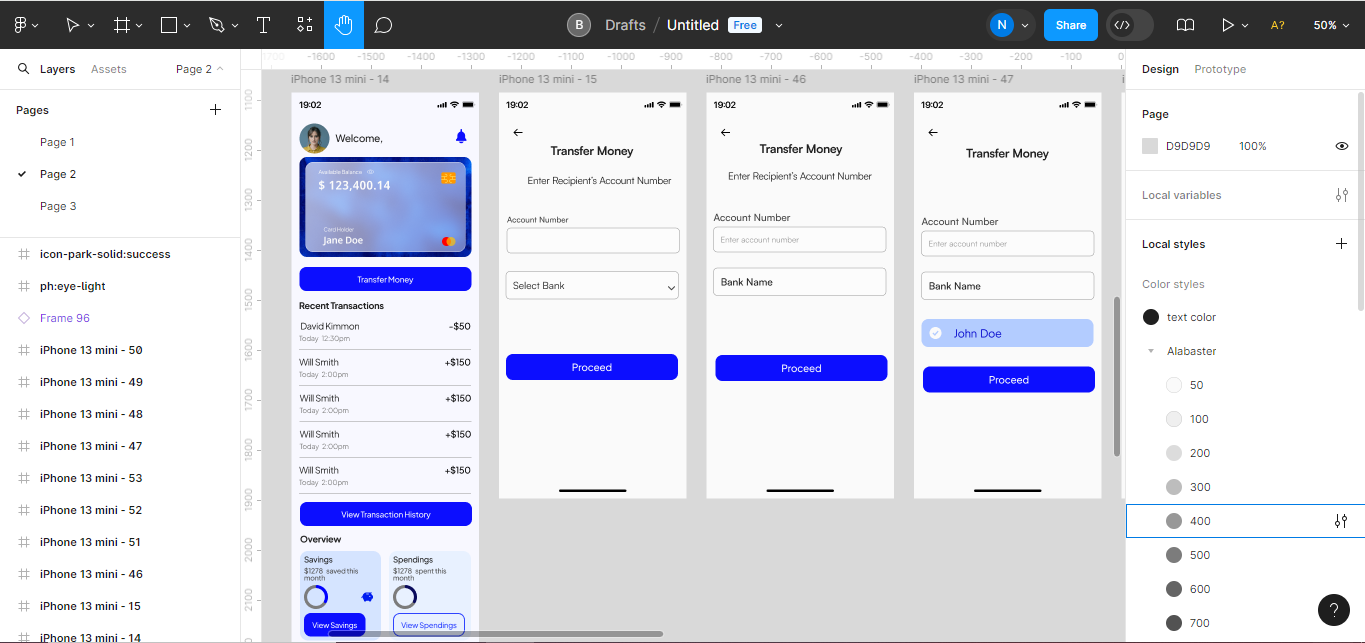 B Drafts / Untitled Free
N
Share
A?
50%
Layers Assets Page 2
Pages
Page 1
Page 2
Page 3
icon-park-solid:success
ph:eye-light
Frame 96
iPhone 13 mini - 50
iPhone 13 mini - 49
iPhone 13 mini - 48
iPhone 13 mini - 47
iPhone 13 mini - 53
iPhone 13 mini - 52
iPhone 13 mini - 51
iPhone 13 mini - 46
iPhone 13 mini - 15
iPhone 13 mini - 14
-1600 -1500 -1400 -1300 -1200 -1100 -1000 -900 -800 -700 -600 -500 -400 -300 -200 -100 0
1100
1200
1300
1400
1500
1600
1700
1800
1900
2000
2100
iPhone 13 mini - 14
19:02
Welcome,
Available Balance
$ 123,400.14
Card Holder
Jane Doe
Transfer Money
Recent Transactions
David Kimmon -$50
Today 12:30pm
Will Smith +$150
Today 2:00pm
Will Smith +$150
Today 2:00pm
Will Smith +$150
Today 2:00pm
Will Smith +$150
Today 2:00pm
View Transaction History
Overview
Savings
$1278 saved this
month
View Savings
Spendings
$1278 spent this
month
View Spendings
iPhone 13 mini - 15
19:02
Transfer Money
Enter Recipient's Account Number
Account Number
Select Bank
Proceed
iPhone 13 mini - 46
19:02
Transfer Money
Enter Recipient's Account Number
Account Number
Enter account number
Bank Name
Proceed
iPhone 13 mini - 47
19:02
Transfer Money
Account Number
Enter account number
Bank Name
John Doe
Proceed
Design Prototype
Page
D9D9D9 100%
Local variables
Local styles
Color styles
text color
Alabaster
50
100
200
300
400
500
600
700
?